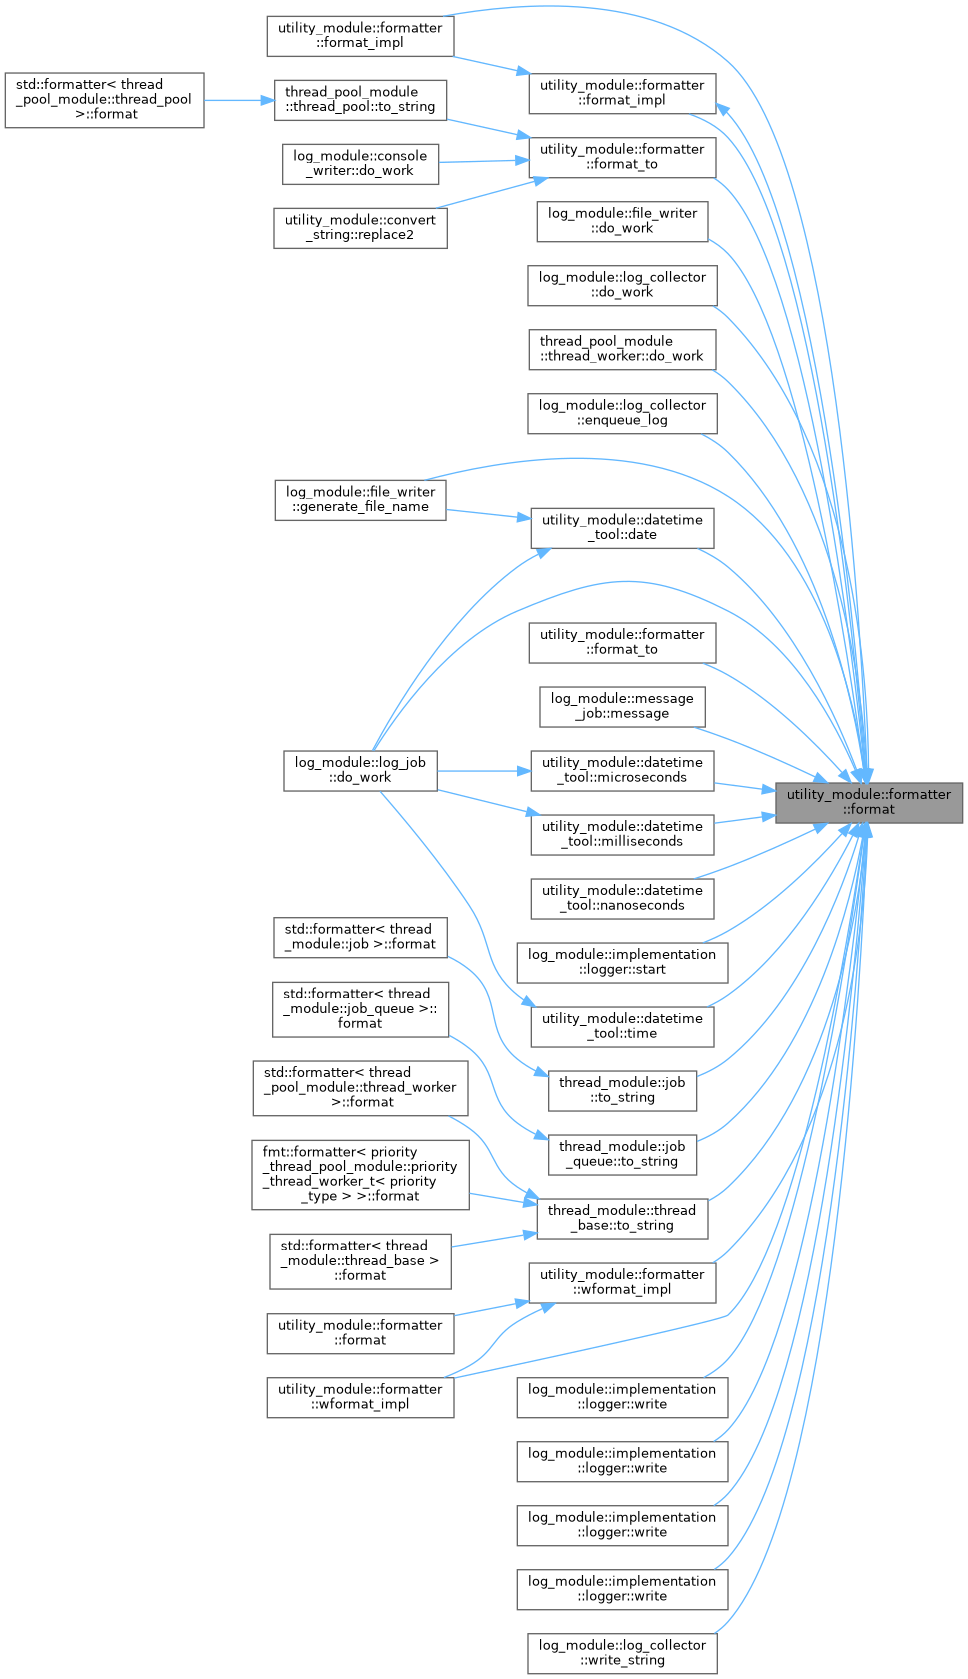 utility_module::formatter
::format_impl
std::formatter< thread
_pool_module::thread_pool
>::format
thread_pool_module
::thread_pool::to_string
utility_module::formatter
::format_impl
log_module::console
_writer::do_work
utility_module::formatter
::format_to
utility_module::convert
_string::replace2
log_module::file_writer
::do_work
log_module::log_collector
::do_work
thread_pool_module
::thread_worker::do_work
log_module::log_collector
::enqueue_log
log_module::file_writer
::generate_file_name
utility_module::datetime
_tool::date
utility_module::formatter
::format_to
log_module::message
_job::message
log_module::log_job
::do_work
utility_module::datetime
_tool::microseconds
utility_module::formatter
::format
utility_module::datetime
_tool::milliseconds
utility_module::datetime
_tool::nanoseconds
std::formatter< thread
_module::job >::format
log_module::implementation
::logger::start
std::formatter< thread
_module::job_queue >::
format
utility_module::datetime
_tool::time
std::formatter< thread
_pool_module::thread_worker
>::format
thread_module::job
::to_string
thread_module::job
_queue::to_string
fmt::formatter< priority
_thread_pool_module::priority
_thread_worker_t< priority
_type > >::format
thread_module::thread
_base::to_string
std::formatter< thread
_module::thread_base >
::format
utility_module::formatter
::wformat_impl
utility_module::formatter
::format
utility_module::formatter
::wformat_impl
log_module::implementation
::logger::write
log_module::implementation
::logger::write
log_module::implementation
::logger::write
log_module::implementation
::logger::write
log_module::log_collector
::write_string